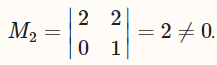 M₂ = |2 2; 0 1| = 2 ≠ 0.